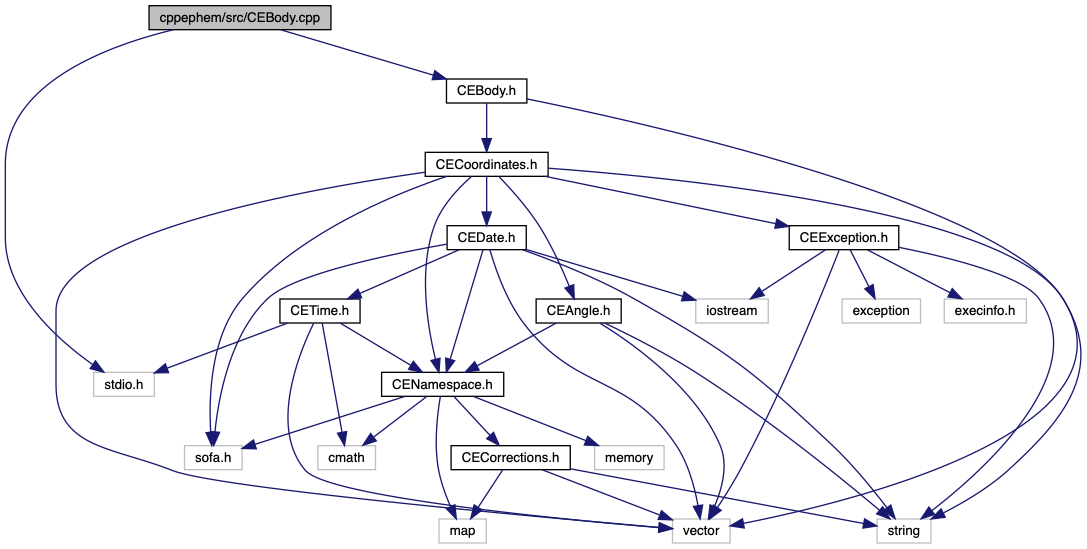 cppephem/src/CEBody.cpp
CEBody.h
CECoordinates.h
CEDate.h
CEException.h
CETime.h
CEAngle.h
iostream
exception
execinfo.h
stdio.h
CENamespace.h
sofa.h
cmath
CECorrections.h
memory
map
vector
string